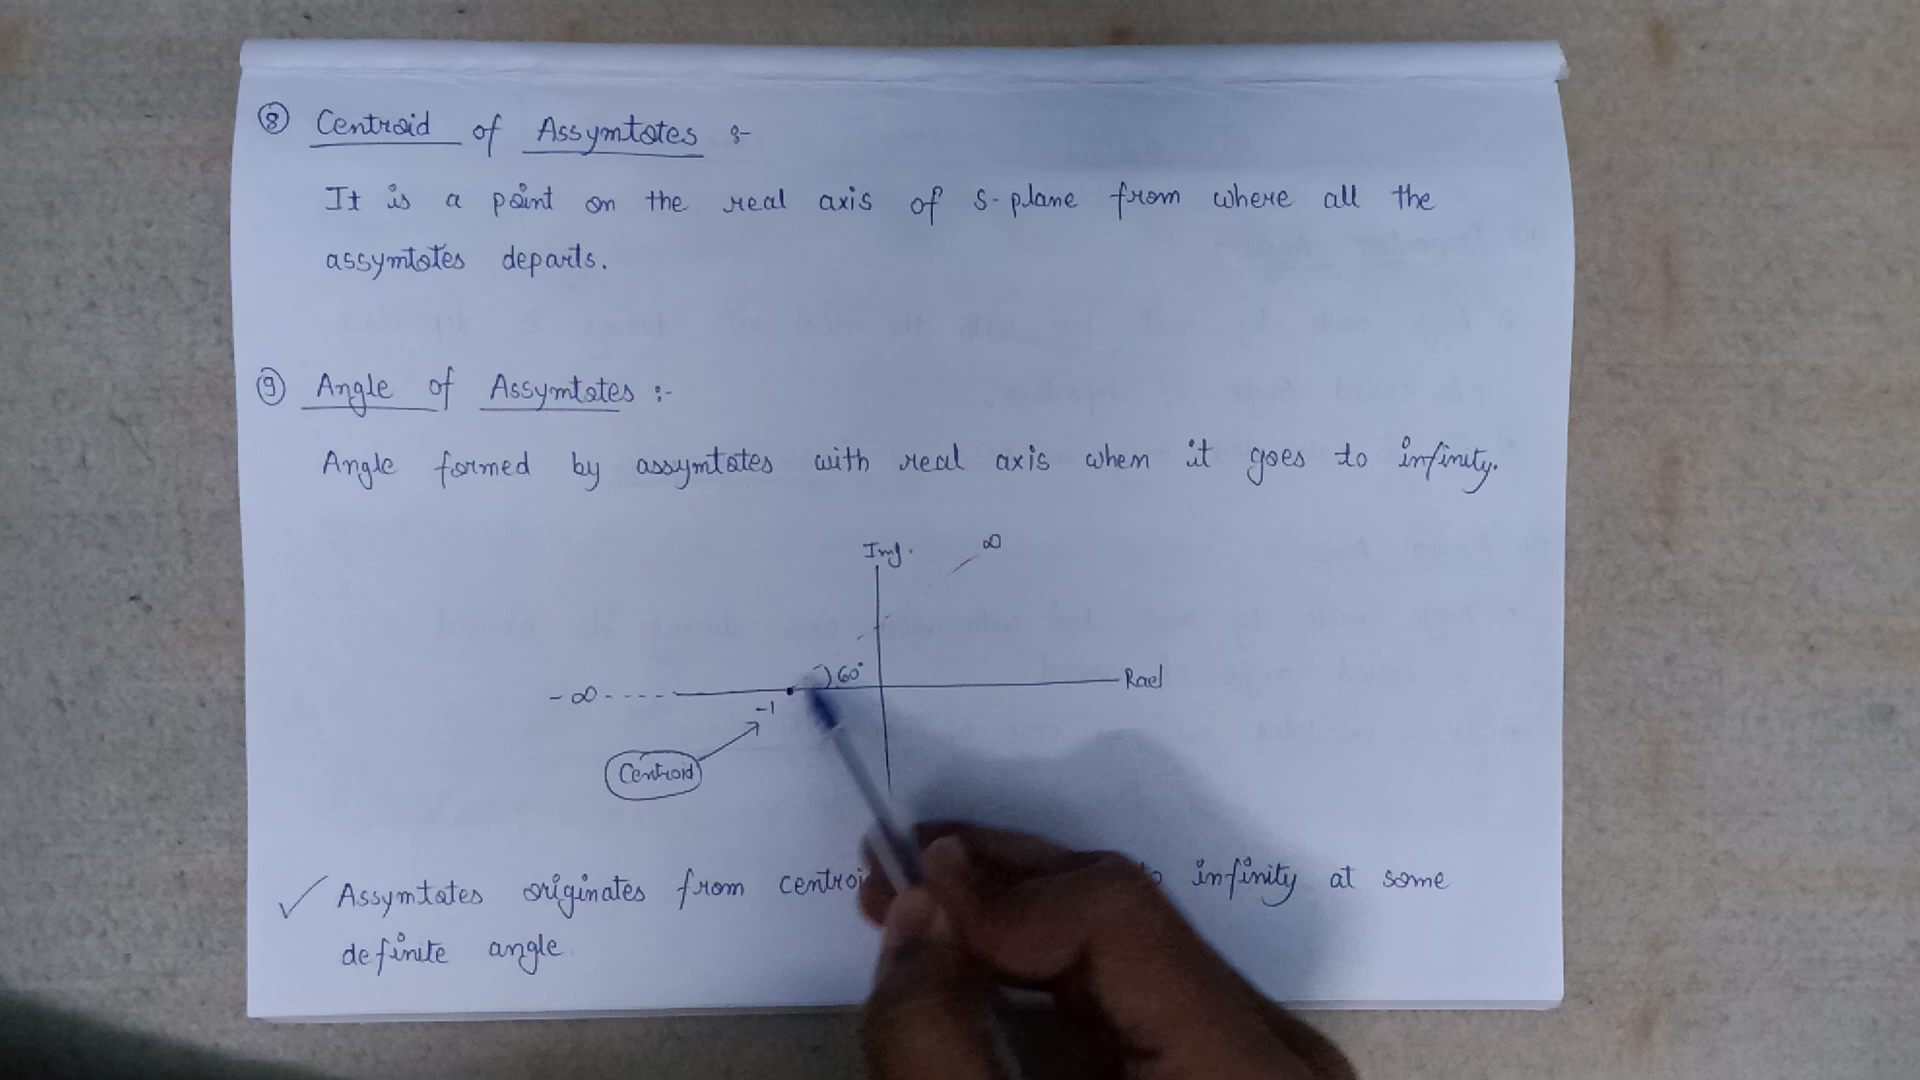 ⑧ Centroid of Assymtotes :-
It is a point on the real axis of s-plane from where all the
assymtotes departs.
⑨ Angle of Assymtotes :-
Angle formed by assymtotes with real axis when it goes to infinity.
Img. ∞
60°
- ∞ Rael
-1
Centroid
✓ Assymtotes originates from centroi infinity at some
definite angle.